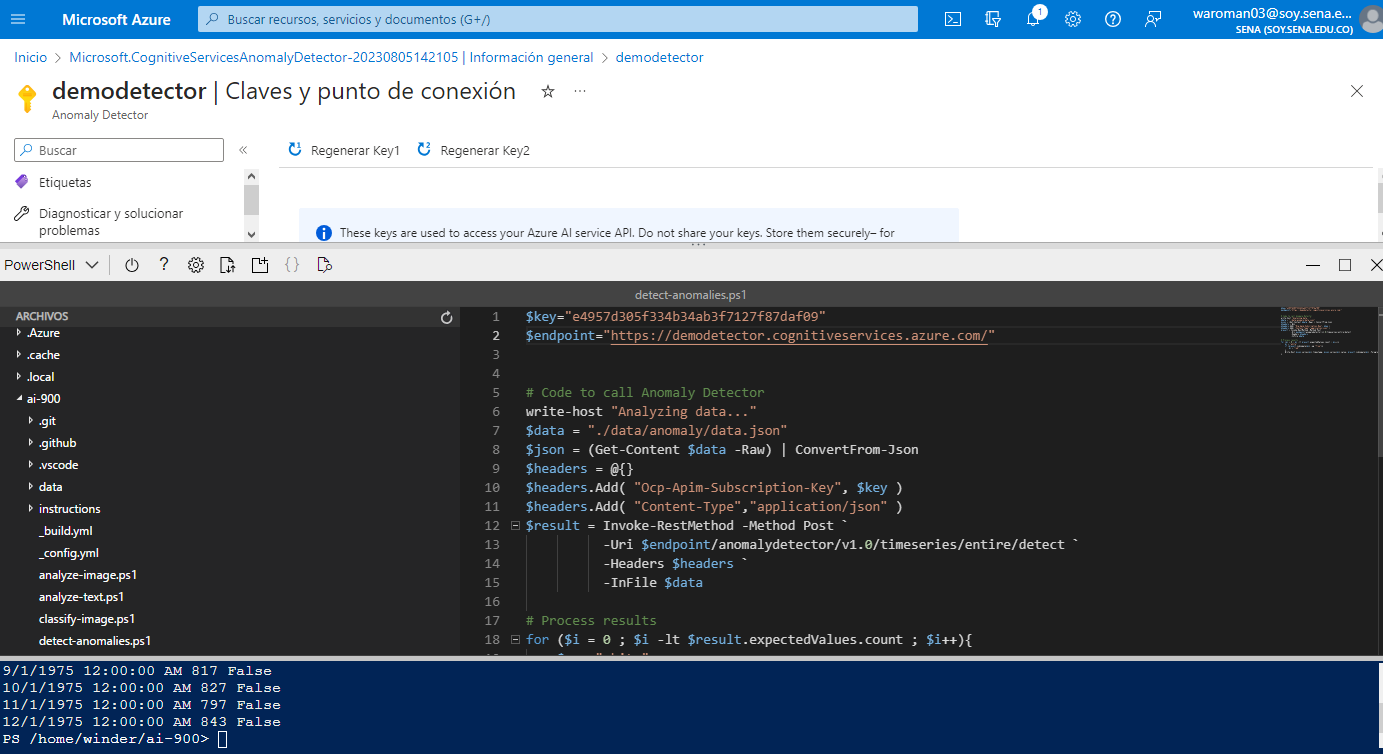 Microsoft Azure
Buscar recursos, servicios y documentos (G+/)
1
waroman03@soy.sena.e...
SENA (SOY.SENA.EDU.CO)
Inicio > Microsoft.CognitiveServicesAnomalyDetector-20230805142105 | Información general > demodetector
demodetector | Claves y punto de conexión
Anomaly Detector
Buscar
«
Regenerar Key1
Regenerar Key2
Etiquetas
Diagnosticar y solucionar
problemas
These keys are used to access your Azure AI service API. Do not share your keys. Store them securely– for
PowerShell
detect-anomalies.ps1
ARCHIVOS
.Azure
.cache
.local
ai-900
.git
.github
.vscode
data
instructions
_build.yml
_config.yml
analyze-image.ps1
analyze-text.ps1
classify-image.ps1
detect-anomalies.ps1
1 $key="e4957d305f334b34ab3f7127f87daf09"
2 $endpoint="https://demodetector.cognitiveservices.azure.com/"
3
4
5 # Code to call Anomaly Detector
6 write-host "Analyzing data..."
7 $data = "./data/anomaly/data.json"
8 $json = (Get-Content $data -Raw) | ConvertFrom-Json
9 $headers = @{}
10 $headers.Add( "Ocp-Apim-Subscription-Key", $key )
11 $headers.Add( "Content-Type","application/json" )
12 $result = Invoke-RestMethod -Method Post `
13 -Uri $endpoint/anomalydetector/v1.0/timeseries/entire/detect `
14 -Headers $headers `
15 -InFile $data
16
17 # Process results
18 for ($i = 0 ; $i -lt $result.expectedValues.count ; $i++){
9/1/1975 12:00:00 AM 817 False
10/1/1975 12:00:00 AM 827 False
11/1/1975 12:00:00 AM 797 False
12/1/1975 12:00:00 AM 843 False
PS /home/winder/ai-900>